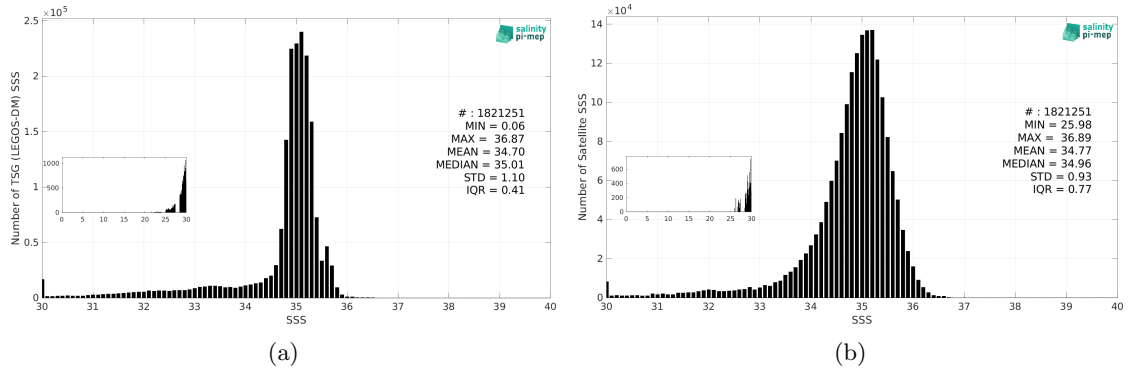 ×10⁵
2.5
2
1.5
1
0.5
0
30
31
32
33
34
35
36
37
38
39
40
SSS
Number of TSG (LEGOS-DM) SSS
salinity
pi-mep
# : 1821251
MIN = 0.06
MAX = 36.87
MEAN = 34.70
MEDIAN = 35.01
STD = 1.10
IQR = 0.41
1000
500
0
0
5
10
15
20
25
30
(a)
×10⁴
14
12
10
8
6
4
2
0
30
31
32
33
34
35
36
37
38
39
40
SSS
Number of Satellite SSS
salinity
pi-mep
# : 1821251
MIN = 25.98
MAX = 36.89
MEAN = 34.77
MEDIAN = 34.96
STD = 0.93
IQR = 0.77
600
400
200
0
0
5
10
15
20
25
30
(b)